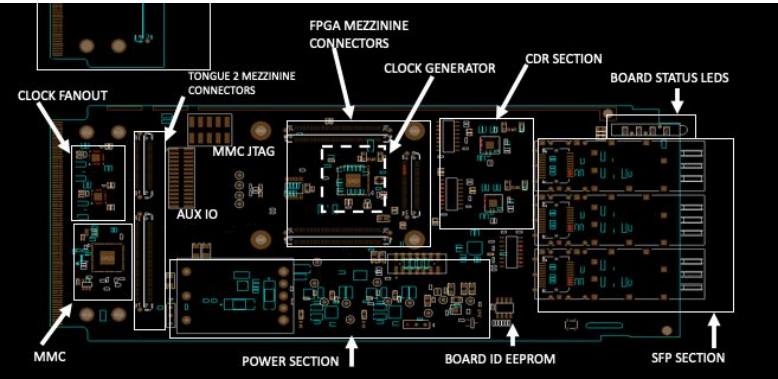 FPGA MEZZININE
CONNECTORS
CDR SECTION
CLOCK GENERATOR
TONGUE 2 MEZZININE
CONNECTORS
BOARD STATUS LEDS
CLOCK FANOUT
MMC JTAG
AUX IO
MMC
POWER SECTION
BOARD ID EEPROM
SFP SECTION